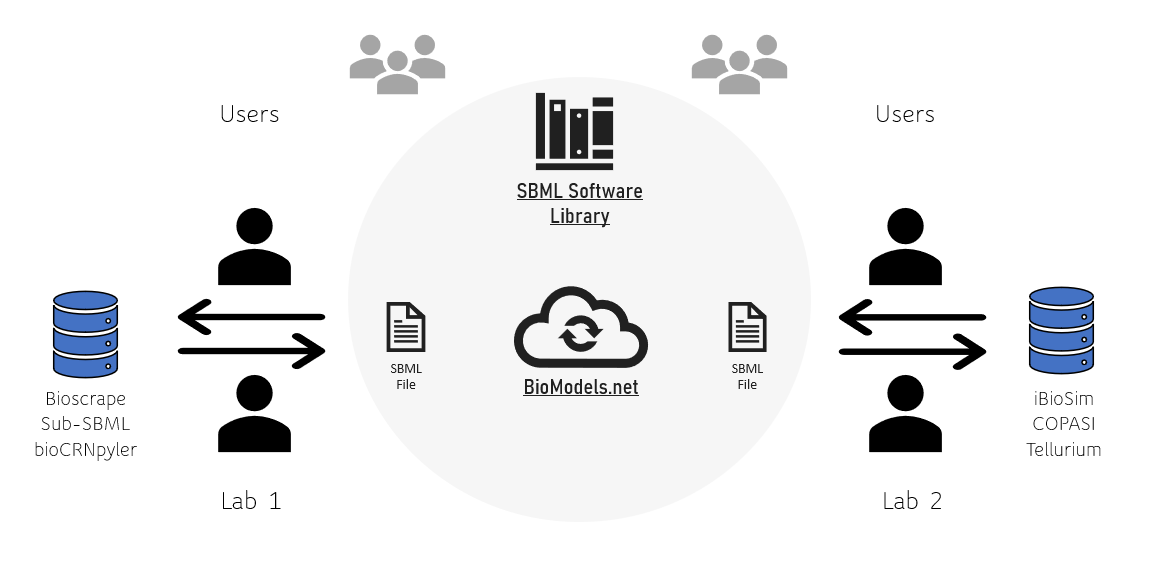 Users
Users
SBML Software
Library
SBML
File
SBML
File
BioModels.net
Bioscrape
Sub-SBML
bioCRNpyler
iBioSim
COPASI
Tellurium
Lab 1
Lab 2